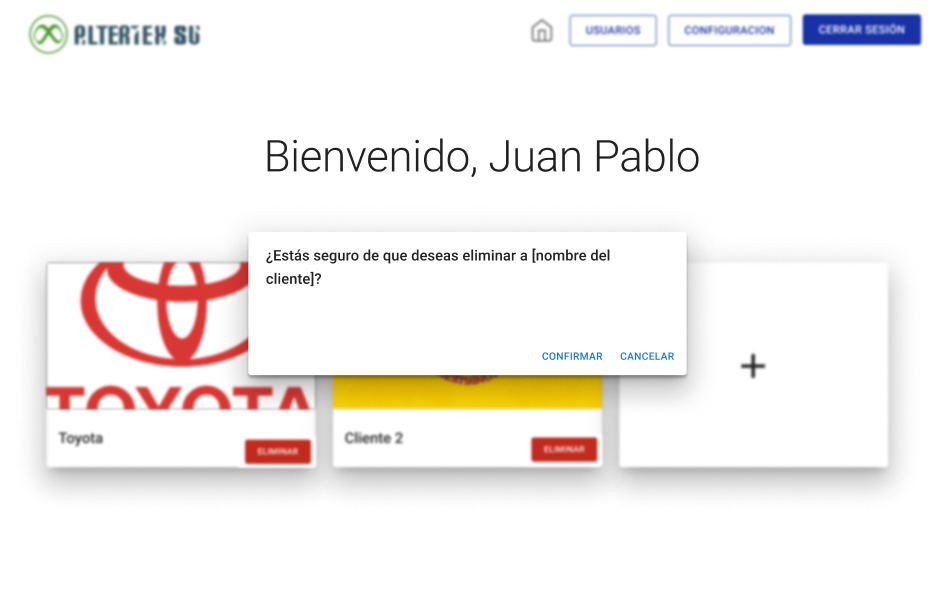 ALTERTEX SU
USUARIOS
CONFIGURACION
CERRAR SESIÓN
Bienvenido, Juan Pablo
¿Estás seguro de que deseas eliminar a [nombre del
cliente]?
CONFIRMAR
CANCELAR
TOYOTA
Toyota
ELIMINAR
Cliente 2
ELIMINAR
+